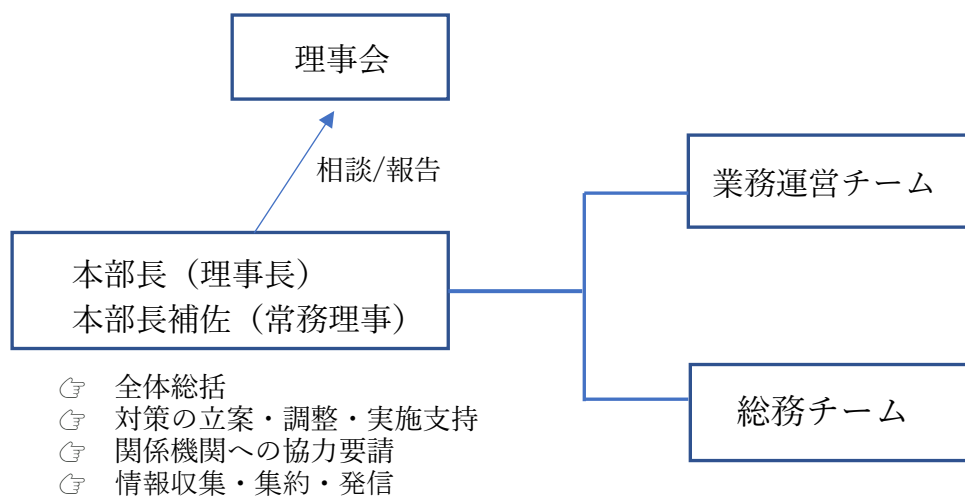 理事会
相談/報告
業務運営チーム
本部長（理事長）
本部長補佐（常務理事）
☞ 全体総括
☞ 対策の立案・調整・実施支持
☞ 関係機関への協力要請
☞ 情報収集・集約・発信
総務チーム